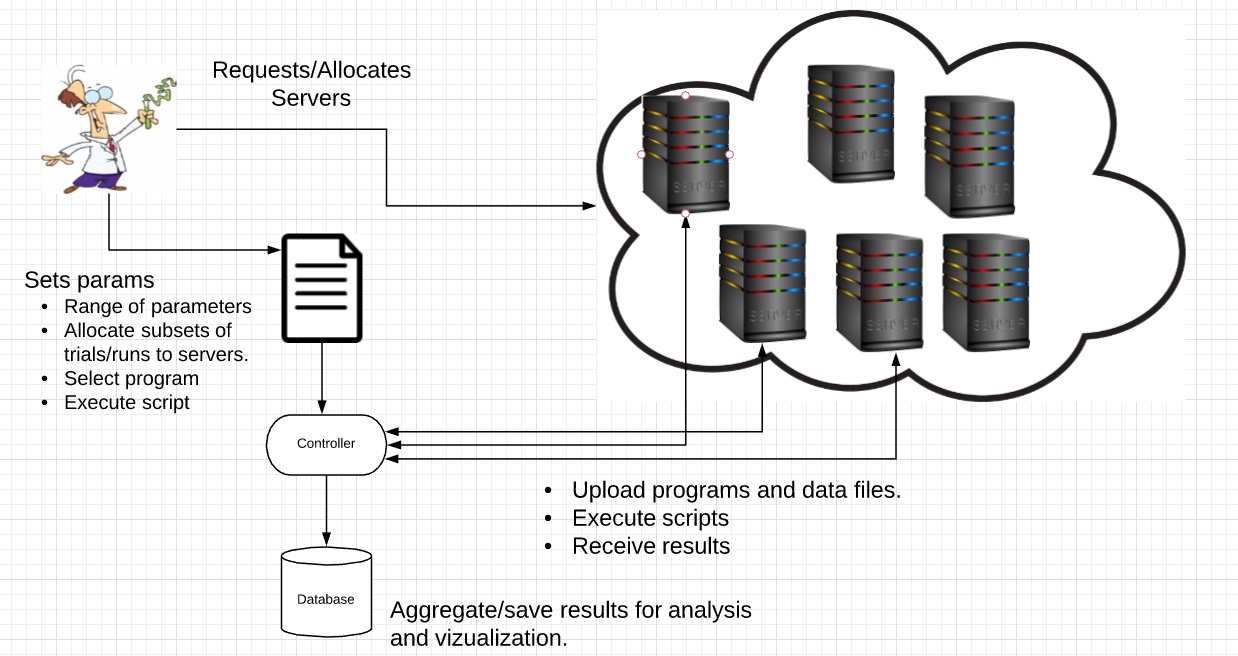 Requests/Allocates
Servers
SERVER
SERVER
SERVER
SERVER
SERVER
SERVER
Sets params
• Range of parameters
• Allocate subsets of
trials/runs to servers.
• Select program
• Execute script
Controller
• Upload programs and data files.
• Execute scripts
• Receive results
Database
Aggregate/save results for analysis
and vizualization.